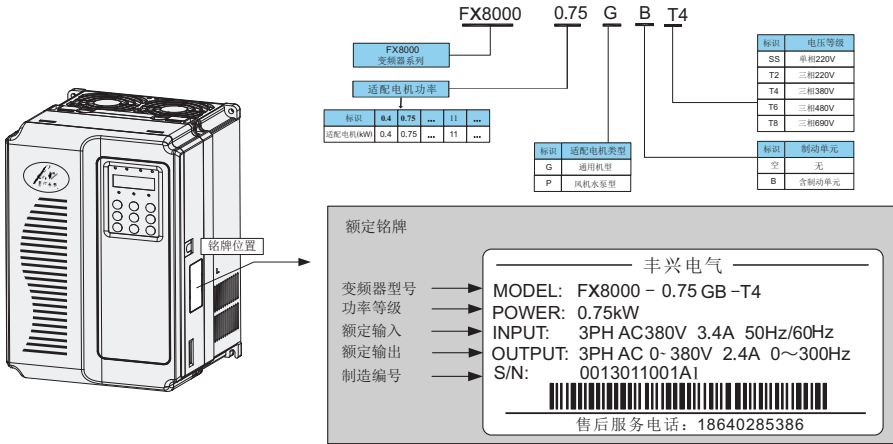 FX8000 0.75 G B T4
FX8000
变频器系列
适配电机功率
标识 0.4 0.75 ... 11 ...
适配电机(kW) 0.4 0.75 ... 11 ...
标识 适配电机类型
G 通用机型
P 风机水泵型
标识 电压等级
SS 单相220V
T2 三相220V
T4 三相380V
T6 三相480V
T8 三相690V
标识 制动单元
空 无
B 含制动单元
铭牌位置
额定铭牌
丰兴电气
变频器型号 MODEL: FX8000 - 0.75 GB -T4
功率等级 POWER: 0.75kW
额定输入 INPUT: 3PH AC380V 3.4A 50Hz/60Hz
额定输出 OUTPUT: 3PH AC 0- 380V 2.4A 0～300Hz
制造编号 S/N: 0013011001A1
售后服务电话：18640285386